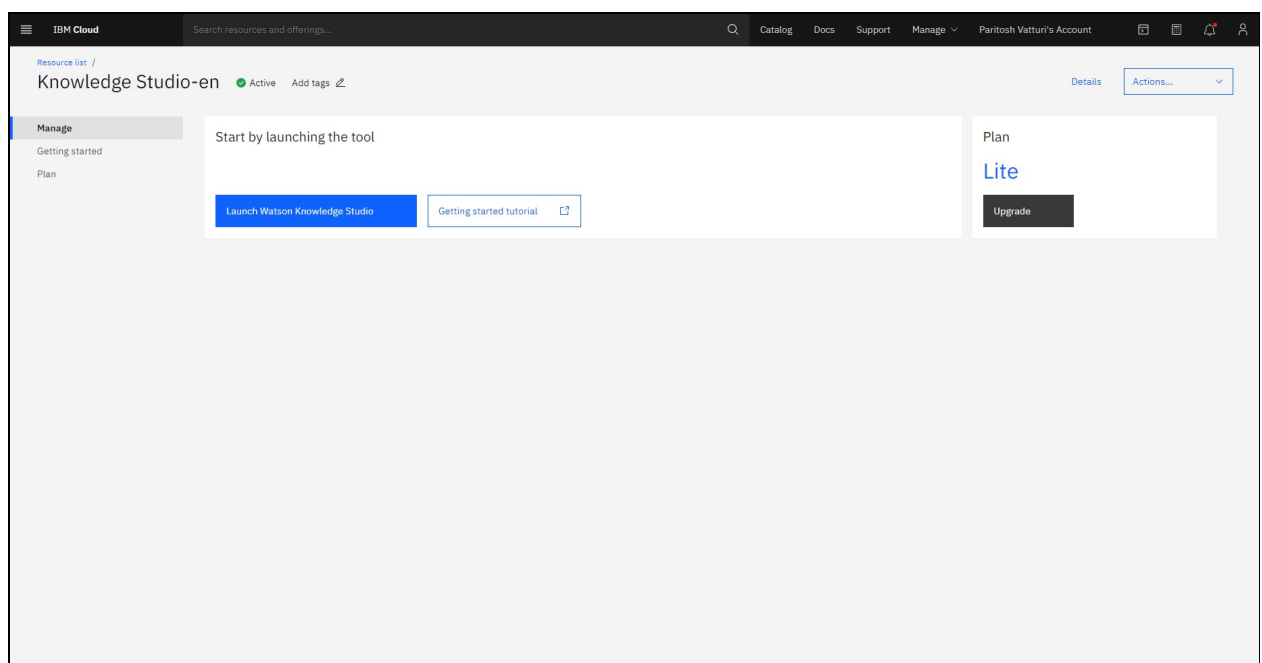 IBM Cloud
Search resources and offerings...
Catalog
Docs
Support
Manage
Paritosh Vatturi's Account
Resource list /
Knowledge Studio-en
Active
Add tags
Details
Actions...
Manage
Getting started
Plan
Start by launching the tool
Launch Watson Knowledge Studio
Getting started tutorial
Plan
Lite
Upgrade